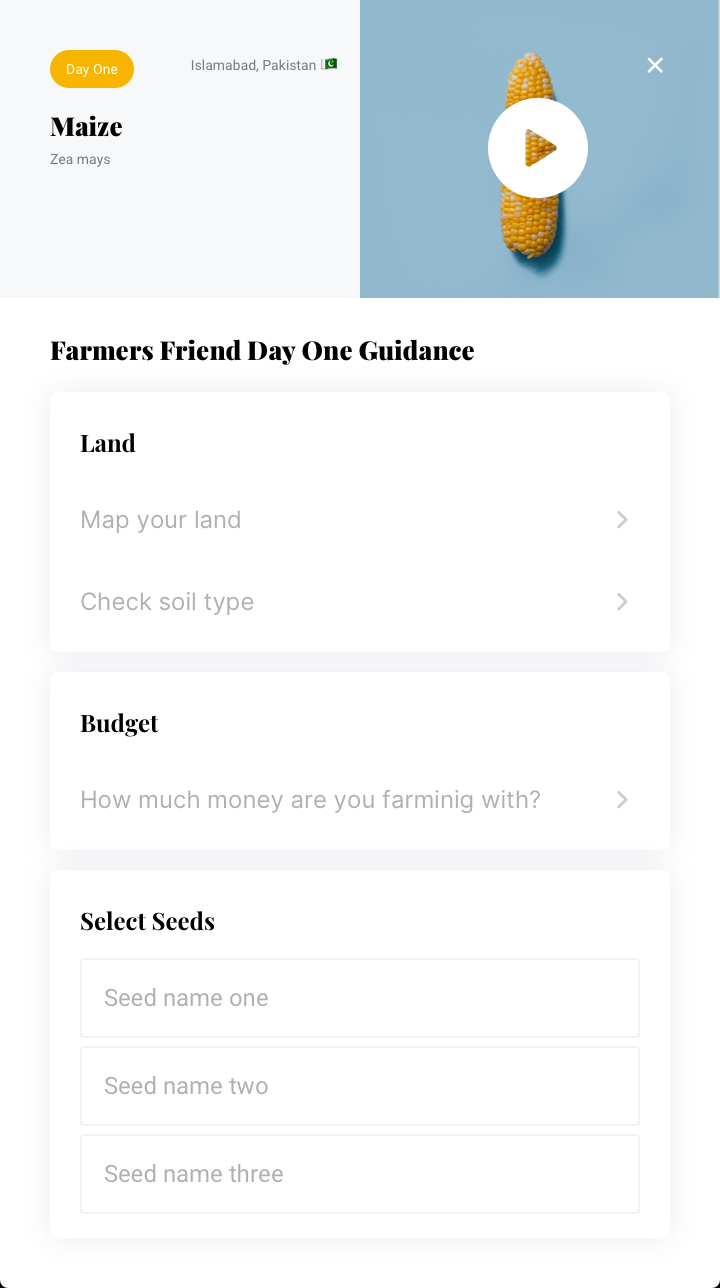 Day One
Islamabad, Pakistan 🇵🇰
Maize
Zea mays
Farmers Friend Day One Guidance
Land
Map your land
Check soil type
Budget
How much money are you farminig with?
Select Seeds
Seed name one
Seed name two
Seed name three